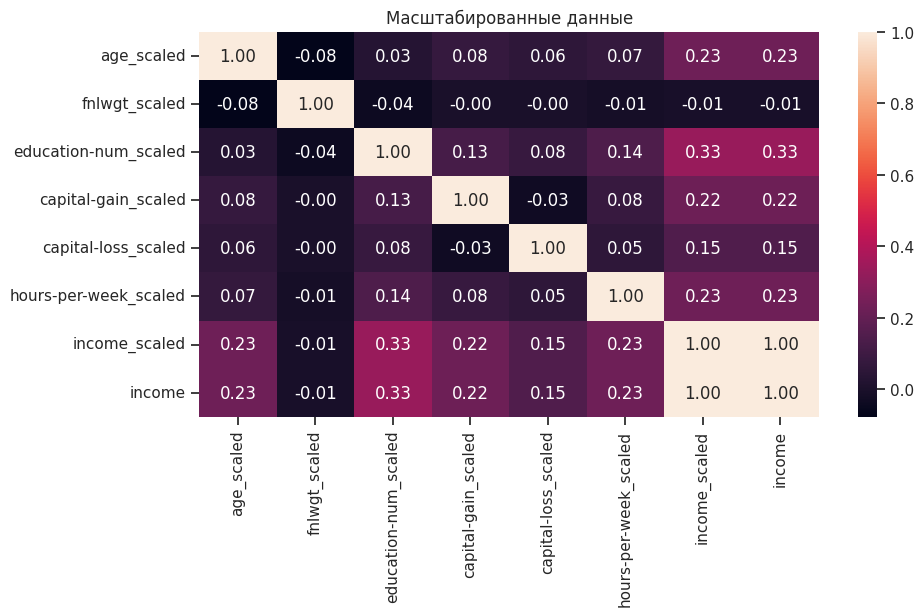 Масштабированные данные
age_scaled 1.00 -0.08 0.03 0.08 0.06 0.07 0.23 0.23
fnlwgt_scaled -0.08 1.00 -0.04 -0.00 -0.00 -0.01 -0.01 -0.01
education-num_scaled 0.03 -0.04 1.00 0.13 0.08 0.14 0.33 0.33
capital-gain_scaled 0.08 -0.00 0.13 1.00 -0.03 0.08 0.22 0.22
capital-loss_scaled 0.06 -0.00 0.08 -0.03 1.00 0.05 0.15 0.15
hours-per-week_scaled 0.07 -0.01 0.14 0.08 0.05 1.00 0.23 0.23
income_scaled 0.23 -0.01 0.33 0.22 0.15 0.23 1.00 1.00
income 0.23 -0.01 0.33 0.22 0.15 0.23 1.00 1.00
age_scaled
fnlwgt_scaled
education-num_scaled
capital-gain_scaled
capital-loss_scaled
hours-per-week_scaled
income_scaled
income
1.0
0.8
0.6
0.4
0.2
0.0